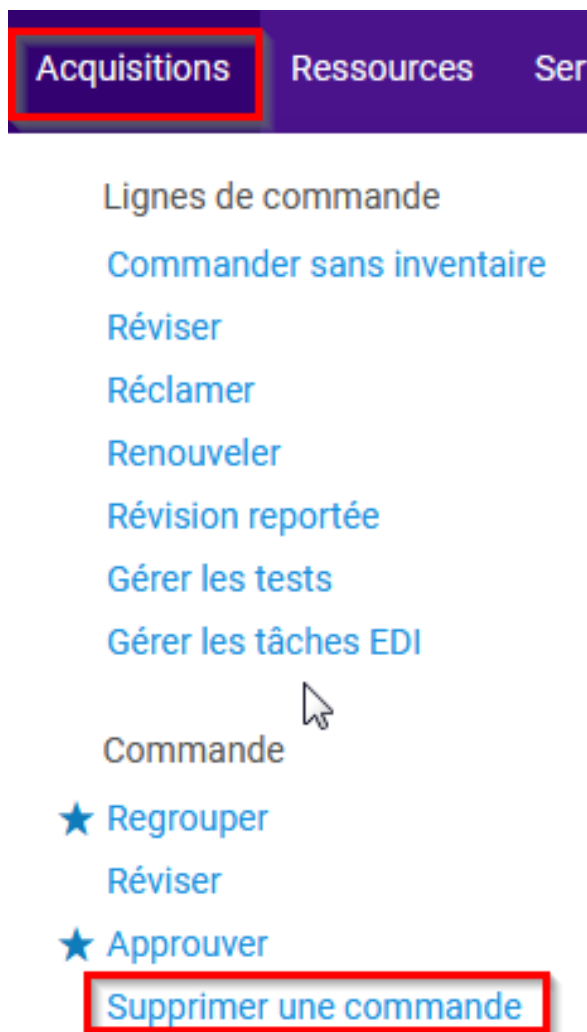 Acquisitions Ressources Ser
Lignes de commande
Commander sans inventaire
Réviser
Réclamer
Renouveler
Révision reportée
Gérer les tests
Gérer les tâches EDI
Commande
Regrouper
Réviser
Approuver
Supprimer une commande